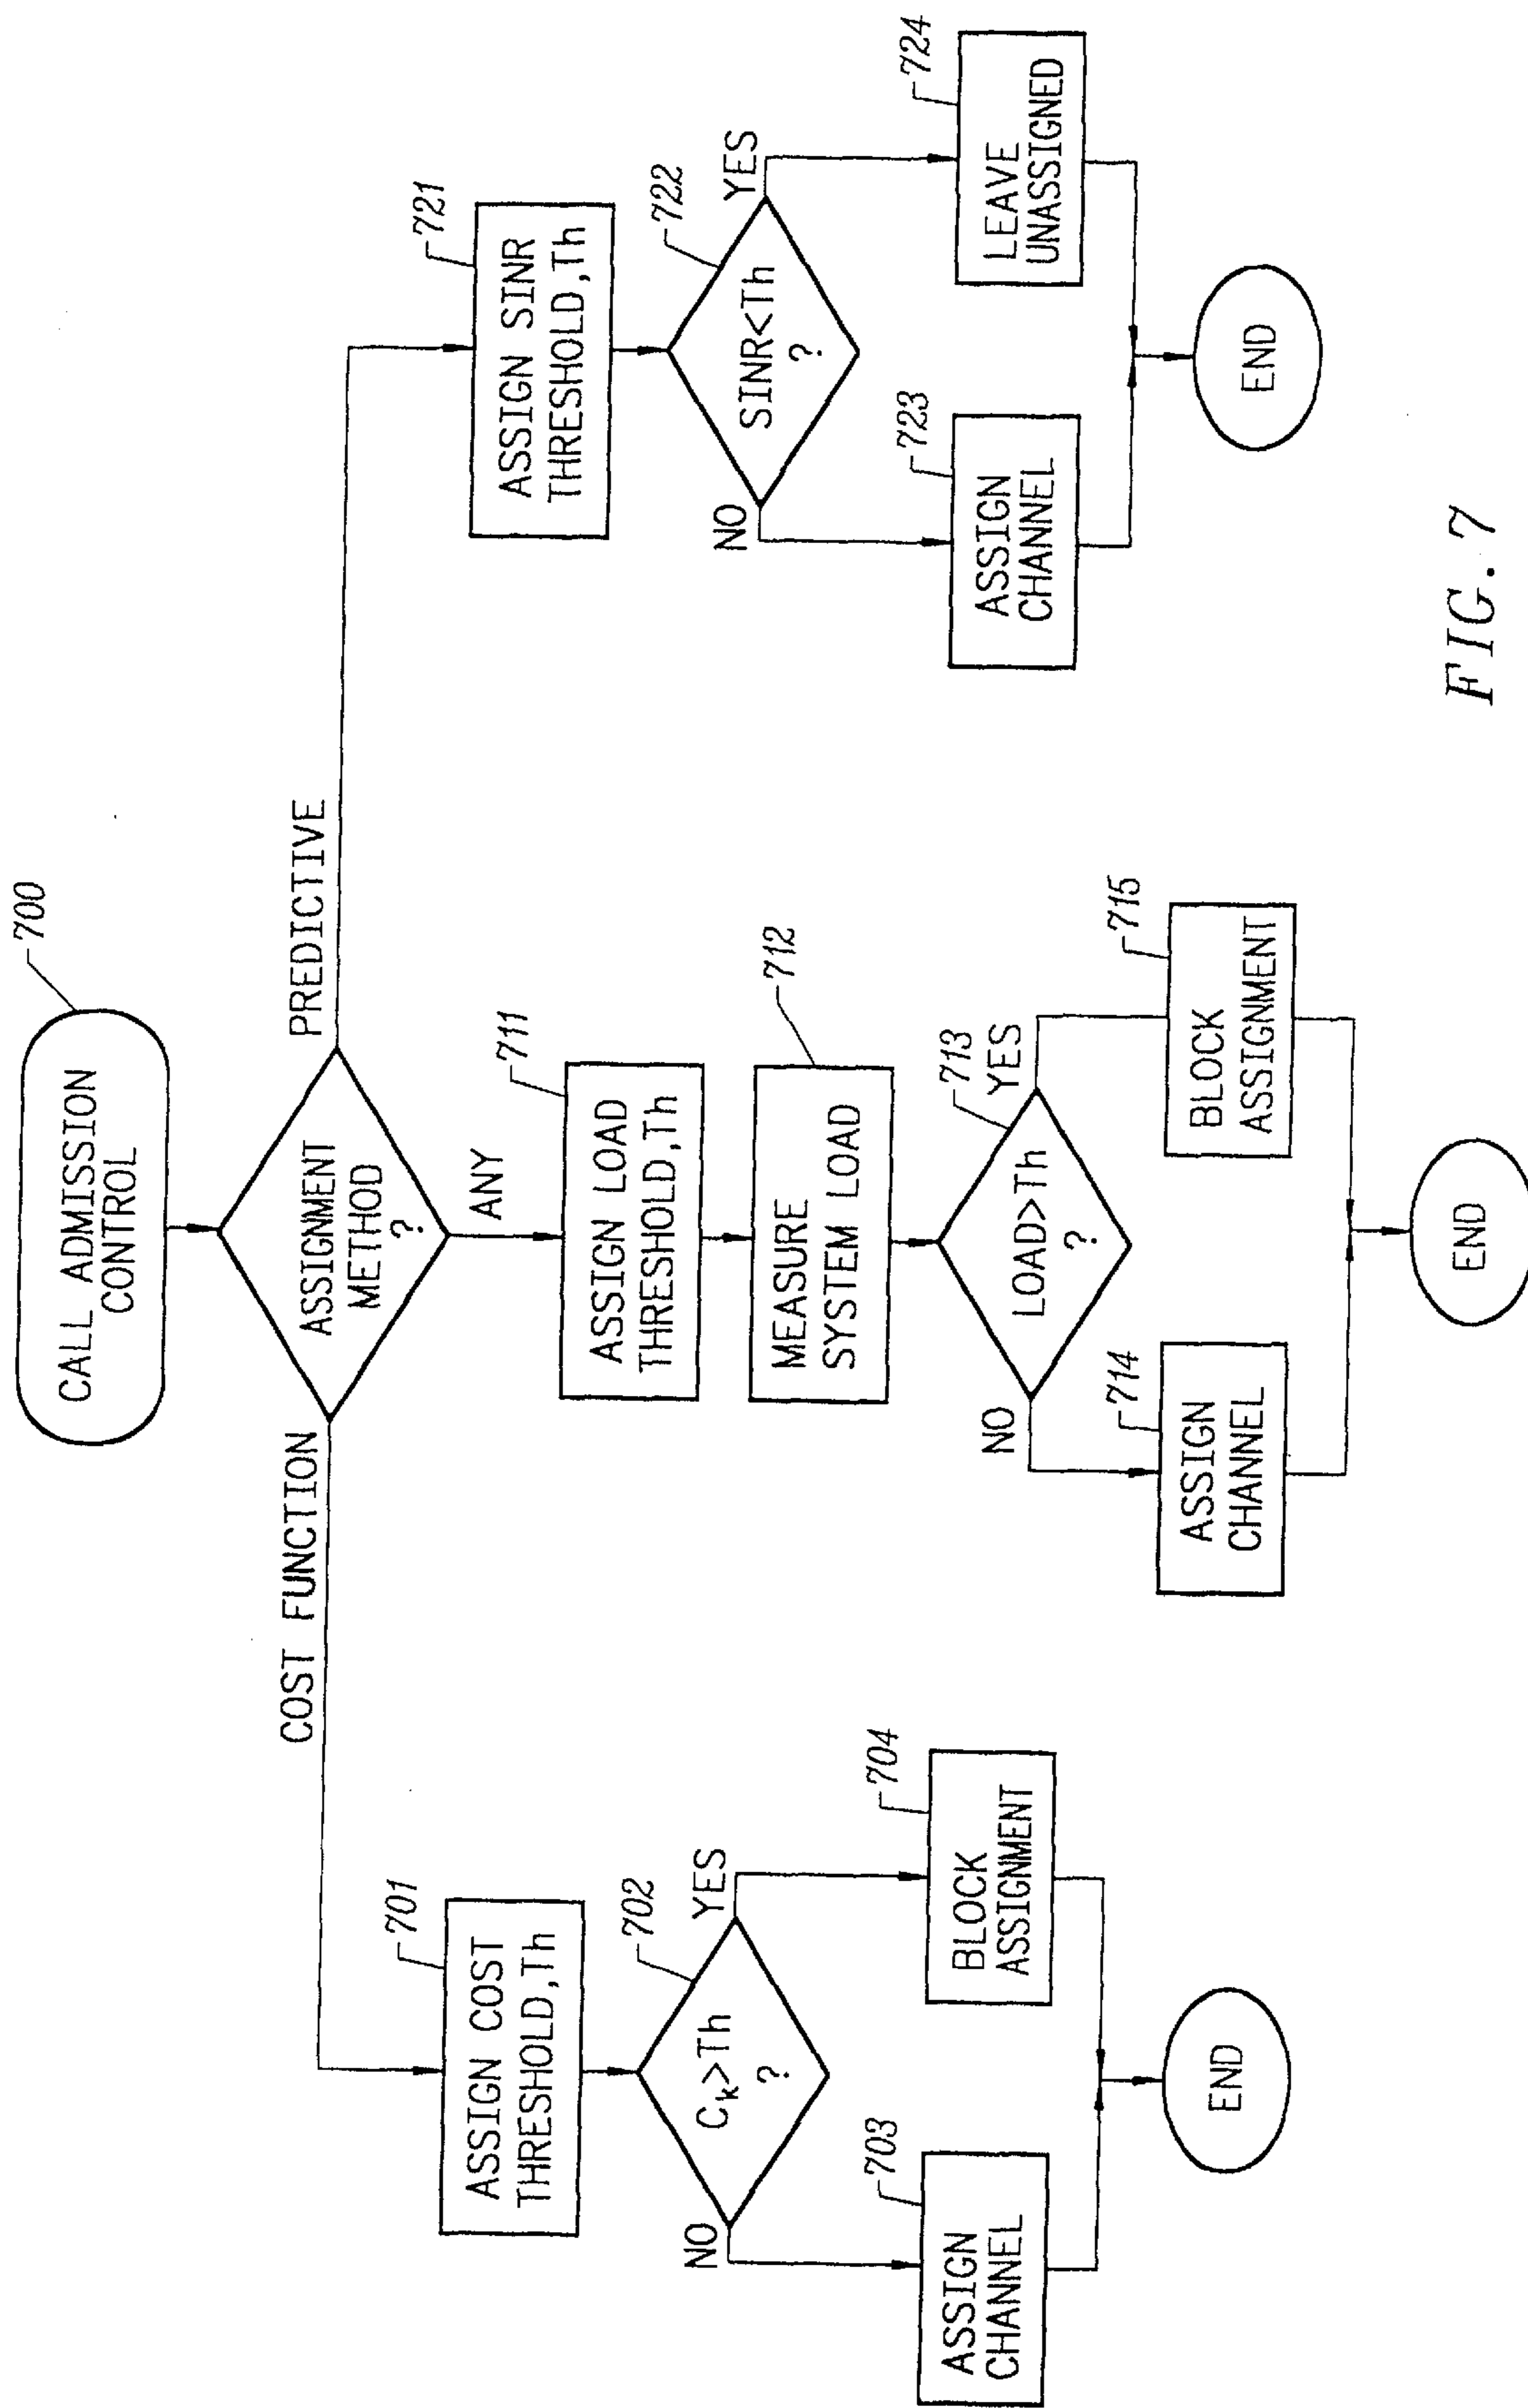 700
CALL ADMISSION
CONTROL
ASSIGNMENT
METHOD
?
COST FUNCTION
ANY
PREDICTIVE
701
ASSIGN COST
THRESHOLD,Th
702
Cₖ>Th
?
NO
YES
703
ASSIGN
CHANNEL
704
BLOCK
ASSIGNMENT
END
711
ASSIGN LOAD
THRESHOLD,Th
712
MEASURE
SYSTEM LOAD
713
LOAD>Th
?
NO
YES
714
ASSIGN
CHANNEL
715
BLOCK
ASSIGNMENT
END
721
ASSIGN SINR
THRESHOLD,Th
722
SINR<Th
?
NO
YES
723
ASSIGN
CHANNEL
724
LEAVE
UNASSIGNED
END
FIG. 7